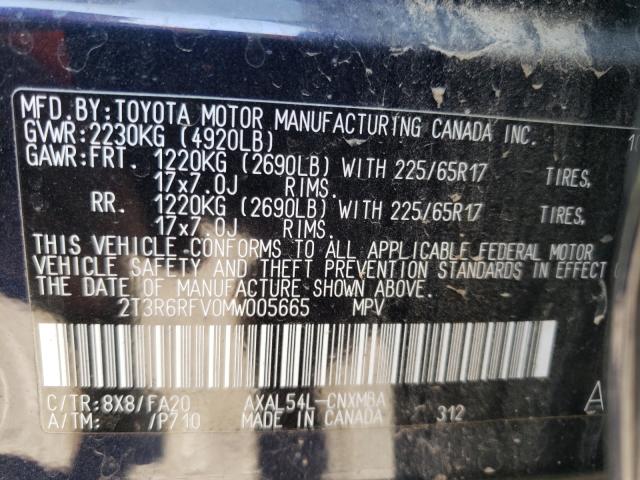 MFD.BY:TOYOTA MOTOR MANUFACTURING CANADA INC.
GVWR:2230KG (4920LB)
GAWR:FRT. 1220KG (2690LB) WITH 225/65R17 TIRES,
17x7.0J RIMS.
RR. 1220KG (2690LB) WITH 225/65R17 TIRES,
17x7.0J RIMS.
THIS VEHICLE CONFORMS TO ALL APPLICABLE FEDERAL MOTOR
VEHICLE SAFETY AND THEFT PREVENTION STANDARDS IN EFFECT
THE DATE OF MANUFACTURE SHOWN ABOVE.
2T3R6RFV0MW005665 MPV
C/TR:8X8/FA20 AXAL54L-CNXMBA A
A/TM: /P710 MADE IN CANADA 312